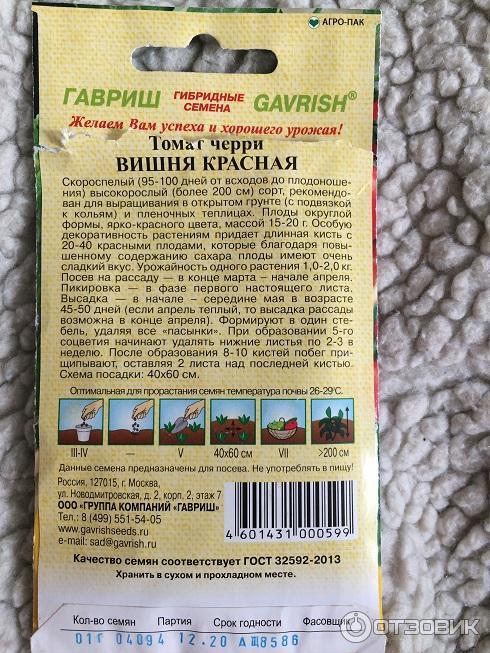 АГРО-ПАК
ГАВРИШ ГИБРИДНЫЕ СЕМЕНА GAVRISH®
Желаем Вам успеха и хорошего урожая!
Томат черри
ВИШНЯ КРАСНАЯ
Скороспелый (95-100 дней от всходов до плодоноше-
ния) высокорослый (более 200 см) сорт, рекомендо-
ван для выращивания в открытом грунте (с подвязкой
к кольям) и пленочных теплицах. Плоды округлой
формы, ярко-красного цвета, массой 15-20 г. Особую
декоративность растениям придает длинная кисть с
20-40 красными плодами, которые благодаря повы-
шенному содержанию сахара плоды имеют очень
сладкий вкус. Урожайность одного растения 1,0-2,0 кг.
Посев на рассаду — в конце марта – начале апреля.
Пикировка — в фазе первого настоящего листа.
Высадка — в начале – середине мая в возрасте
45-50 дней (если апрель теплый, то высадка рассады
возможна в конце апреля). Формируют в один сте-
бель, удаляя все «пасынки». При образовании 5-го
соцветия начинают удалять нижние листья по 2-3 в
неделю. После образования 8-10 кистей побег при-
щипывают, оставляя 2 листа над последней кистью.
Схема посадки: 40х60 см.
Оптимальная для прорастания семян температура почвы 26-29°С.
III-IV — V 40х60 см VII >200 см
Данные семена предназначены для посева. Не употреблять в пищу!
Россия, 127015, г. Москва,
ул. Новодмитровская, д. 2, корп. 2, этаж 7
ООО «ГРУППА КОМПАНИЙ «ГАВРИШ»
Тел.: 8 (499) 551-54-05
www.gavrishseeds.ru
e-mail: sad@gavrish.ru
4 601431 000599
Качество семян соответствует ГОСТ 32592-2013
Хранить в сухом и прохладном месте.
Кол-во семян Партия Срок годности Фасовщик
01Г 04094 12.20 АЩ8586
ОТЗОВИК